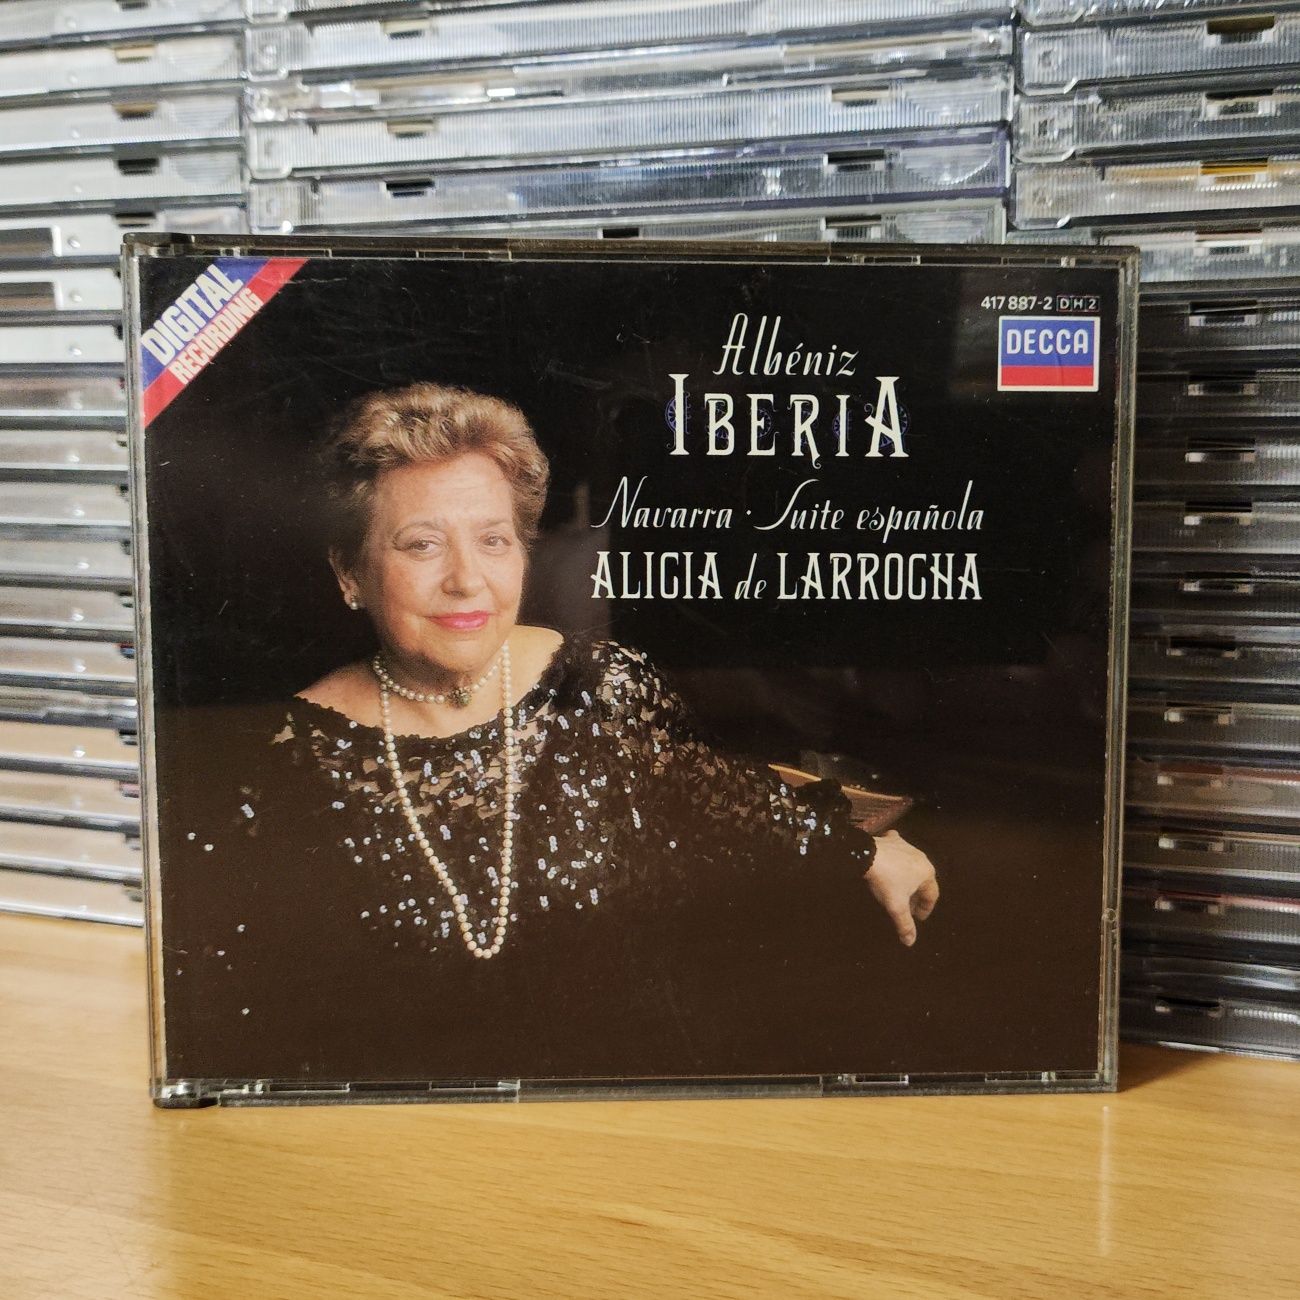 DIGITAL
RECORDING
417 887-2 DH2
DECCA
Albéniz
IBERIA
Navarra · Suite española
ALICIA de LARROCHA